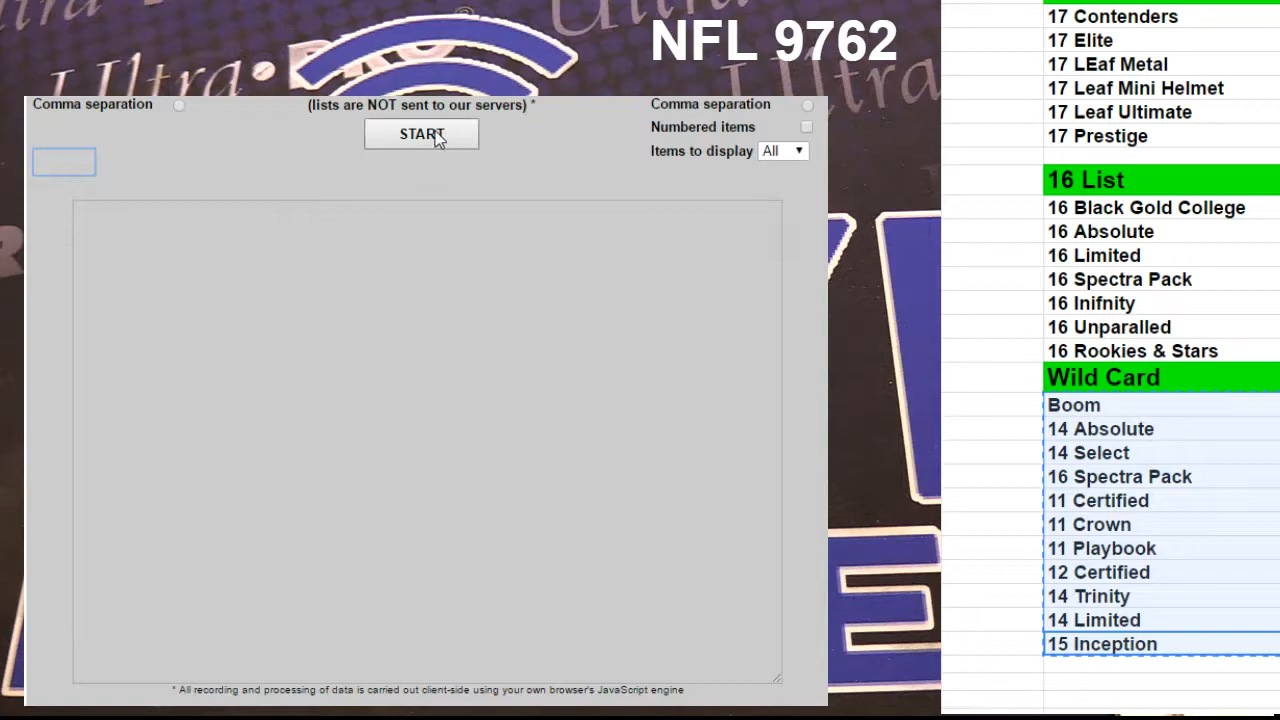 NFL 9762
Ultra PRO
Ultra
Comma separation
(lists are NOT sent to our servers) *
START
Comma separation
Numbered items
Items to display All
* All recording and processing of data is carried out client-side using your own browser's JavaScript engine
17 Contenders
17 Elite
17 LEaf Metal
17 Leaf Mini Helmet
17 Leaf Ultimate
17 Prestige
16 List
16 Black Gold College
16 Absolute
16 Limited
16 Spectra Pack
16 Inifnity
16 Unparalled
16 Rookies & Stars
Wild Card
Boom
14 Absolute
14 Select
16 Spectra Pack
11 Certified
11 Crown
11 Playbook
12 Certified
14 Trinity
14 Limited
15 Inception